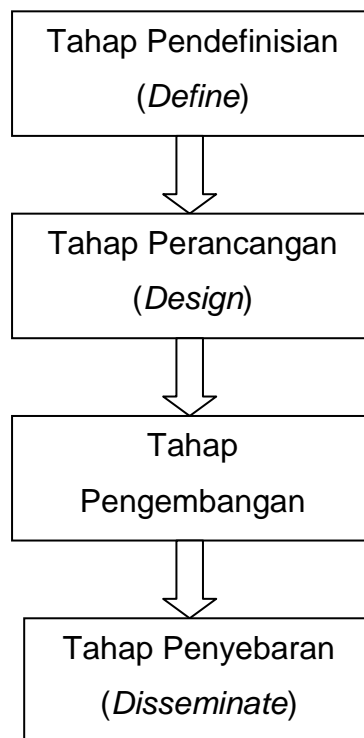 Tahap Pendefinisian
(Define)
Tahap Perancangan
(Design)
Tahap
Pengembangan
Tahap Penyebaran
(Disseminate)